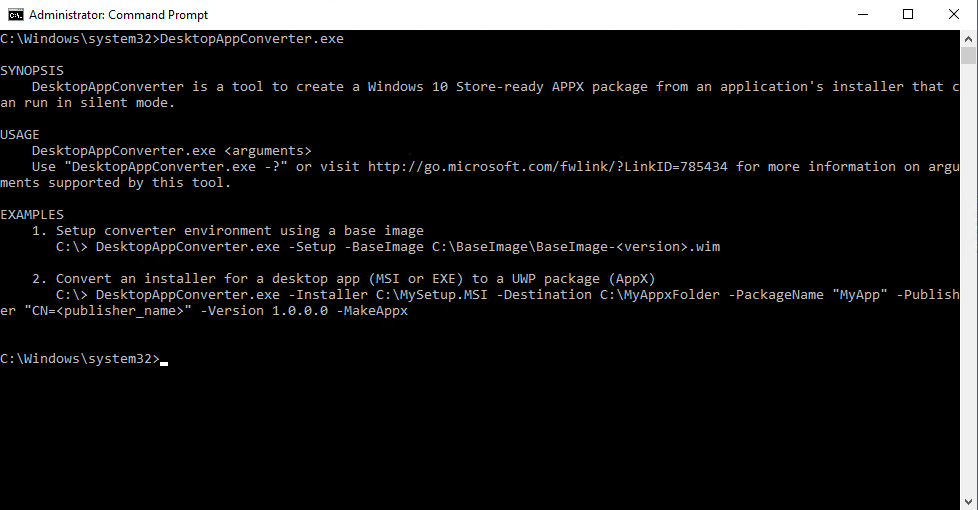 Administrator: Command Prompt
C:\Windows\system32>DesktopAppConverter.exe
SYNOPSIS
DesktopAppConverter is a tool to create a Windows 10 Store-ready APPX package from an application's installer that c
an run in silent mode.
USAGE
DesktopAppConverter.exe <arguments>
Use "DesktopAppConverter.exe -?" or visit http://go.microsoft.com/fwlink/?LinkID=785434 for more information on argu
ments supported by this tool.
EXAMPLES
1. Setup converter environment using a base image
C:\> DesktopAppConverter.exe -Setup -BaseImage C:\BaseImage\BaseImage-<version>.wim
2. Convert an installer for a desktop app (MSI or EXE) to a UWP package (AppX)
C:\> DesktopAppConverter.exe -Installer C:\MySetup.MSI -Destination C:\MyAppxFolder -PackageName "MyApp" -Publish
er "CN=<publisher_name>" -Version 1.0.0.0 -MakeAppx
C:\Windows\system32>